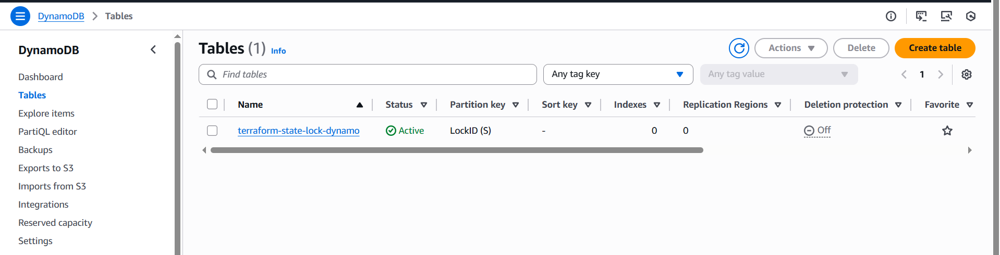 DynamoDB > Tables
DynamoDB
Dashboard
Tables
Explore items
PartiQL editor
Backups
Exports to S3
Imports from S3
Integrations
Reserved capacity
Settings
Tables (1) Info
Actions Delete Create table
Find tables Any tag key Any tag value 1
Name Status Partition key Sort key Indexes Replication Regions Deletion protection Favorite
terraform-state-lock-dynamo Active LockID (S) - 0 0 Off